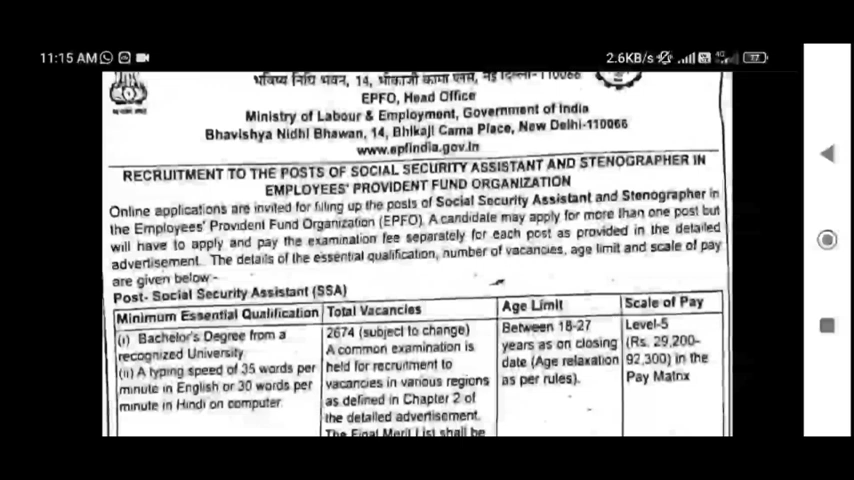 11:15 AM
2.6KB/s 4G 77
भविष्य निधि भवन, 14, भीकाजी कामा प्लेस, नई दिल्ली-110066
EPFO, Head Office
Ministry of Labour & Employment, Government of India
Bhavishya Nidhi Bhawan, 14, Bhikaji Cama Place, New Delhi-110066
www.epfindia.gov.in
RECRUITMENT TO THE POSTS OF SOCIAL SECURITY ASSISTANT AND STENOGRAPHER IN
EMPLOYEES' PROVIDENT FUND ORGANIZATION
Online applications are invited for filling up the posts of Social Security Assistant and Stenographer in
the Employees' Provident Fund Organization (EPFO). A candidate may apply for more than one post but
will have to apply and pay the examination fee separately for each post as provided in the detailed
advertisement. The details of the essential qualification, number of vacancies, age limit and scale of pay
are given below:-
Post- Social Security Assistant (SSA)
Minimum Essential Qualification Total Vacancies Age Limit Scale of Pay
(i) Bachelor's Degree from a
recognized University
(ii) A typing speed of 35 words per
minute in English or 30 words per
minute in Hindi on computer.
2674 (subject to change)
A common examination is
held for recruitment to
vacancies in various regions
as defined in Chapter 2 of
the detailed advertisement.
The Final Merit List shall be
Between 18-27
years as on closing
date (Age relaxation
as per rules).
Level-5
(Rs. 29,200-
92,300) in the
Pay Matrix